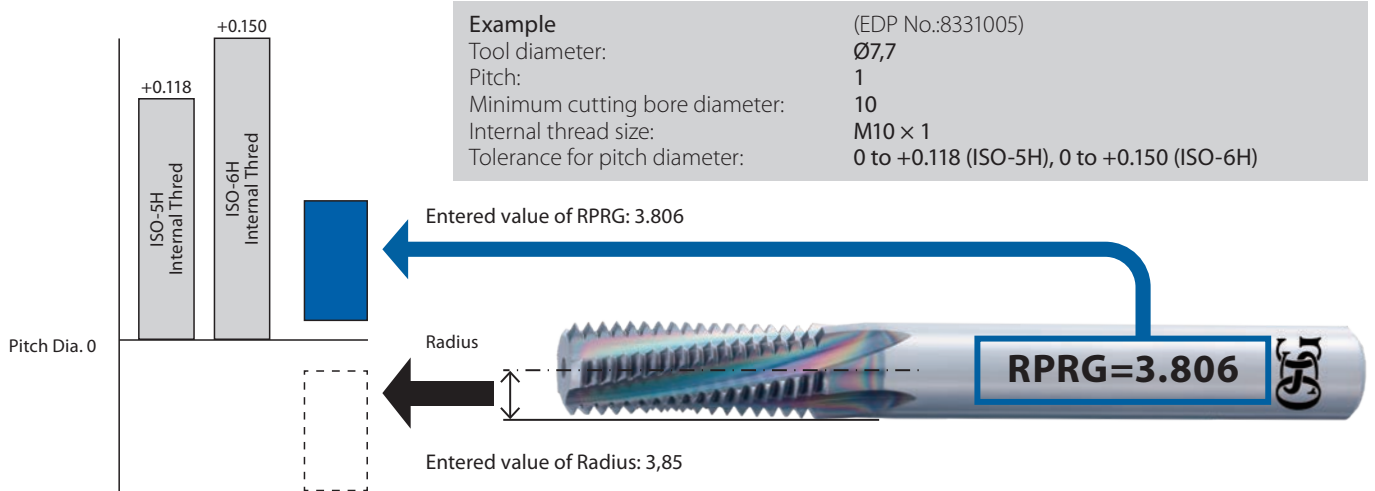 +0.150
+0.118
ISO-5H
Internal Thred
ISO-6H
Internal Thred
Pitch Dia. 0
Example (EDP No.:8331005)
Tool diameter: Ø7,7
Pitch: 1
Minimum cutting bore diameter: 10
Internal thread size: M10 × 1
Tolerance for pitch diameter: 0 to +0.118 (ISO-5H), 0 to +0.150 (ISO-6H)
Entered value of RPRG: 3.806
Radius
RPRG=3.806
OSG
Entered value of Radius: 3,85